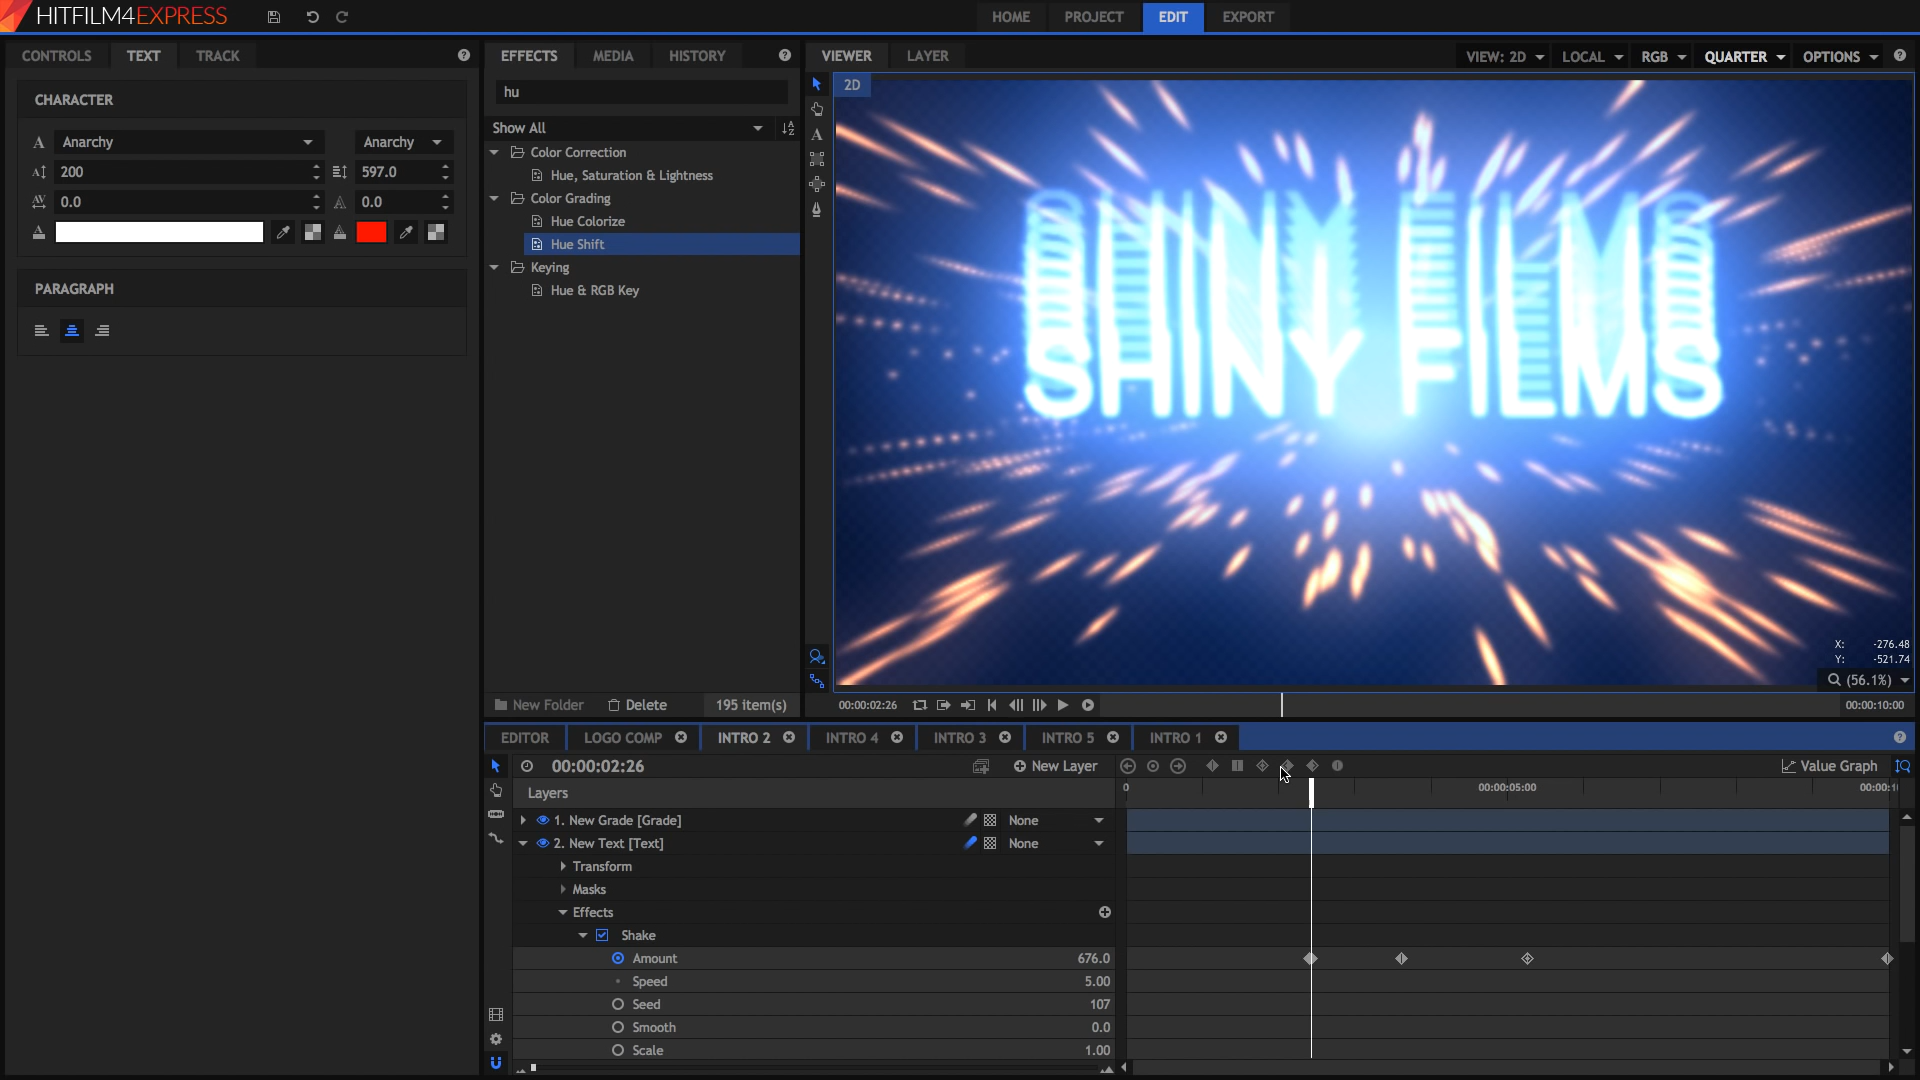 HITFILM4EXPRESS
HOME PROJECT EDIT EXPORT
CONTROLS TEXT TRACK
EFFECTS MEDIA HISTORY
VIEWER LAYER
VIEW: 2D LOCAL RGB QUARTER OPTIONS
CHARACTER
Anarchy Anarchy
200 597.0
0.0 0.0
PARAGRAPH
hu
Show All
Color Correction
Hue, Saturation & Lightness
Color Grading
Hue Colorize
Hue Shift
Keying
Hue & RGB Key
New Folder Delete 195 item(s)
2D
SHINY FILMS
SHINY FILMS
X: -276.48
Y: -521.74
(56.1%)
00:00:02:26 00:00:10:00
EDITOR LOGO COMP INTRO 2 INTRO 4 INTRO 3 INTRO 5 INTRO 1
00:00:02:26 New Layer Value Graph
Layers 0 00:00:05:00 00:00:1
1. New Grade [Grade] None
2. New Text [Text] None
Transform
Masks
Effects
Shake
Amount 676.0
Speed 5.00
Seed 107
Smooth 0.0
Scale 1.00